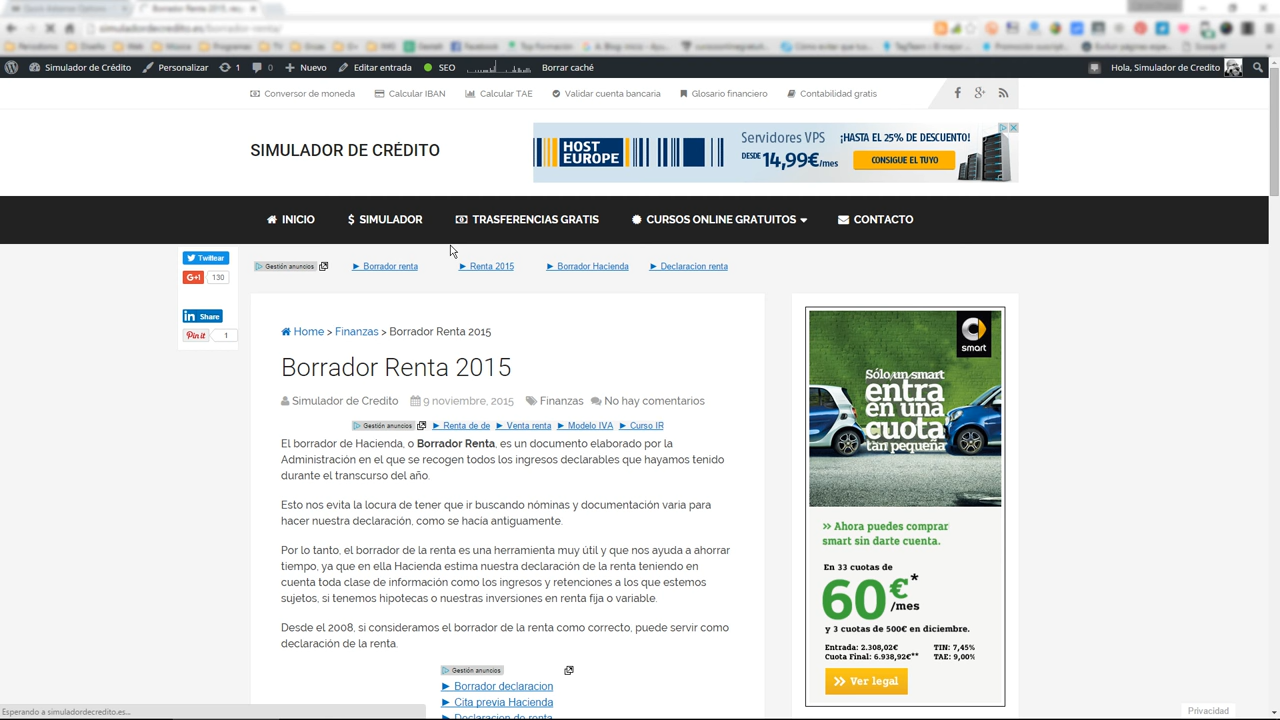 Borrador Renta 2015, rec
simuladordecredito.es/borrador-renta/
Facebook
Simulador de Crédito
Personalizar
1
0
Nuevo
Editar entrada
SEO
Borrar caché
Hola, Simulador de Credito
Conversor de moneda
Calcular IBAN
Calcular TAE
Validar cuenta bancaria
Glosario financiero
Contabilidad gratis
SIMULADOR DE CRÉDITO
HOST EUROPE
Servidores VPS
DESDE 14,99€/mes
¡HASTA EL 25% DE DESCUENTO!
CONSIGUE EL TUYO
INICIO
SIMULADOR
TRASFERENCIAS GRATIS
CURSOS ONLINE GRATUITOS
CONTACTO
Twittear
G+1 130
Share
Pin it 1
Gestión anuncios
► Borrador renta
► Renta 2015
► Borrador Hacienda
► Declaracion renta
Home > Finanzas > Borrador Renta 2015
Borrador Renta 2015
Simulador de Credito 9 noviembre, 2015 Finanzas No hay comentarios
Gestión anuncios ► Renta de de ► Venta renta ► Modelo IVA ► Curso IR
El borrador de Hacienda, o Borrador Renta, es un documento elaborado por la
Administración en el que se recogen todos los ingresos declarables que hayamos tenido
durante el transcurso del año.
Esto nos evita la locura de tener que ir buscando nóminas y documentación varia para
hacer nuestra declaración, como se hacía antiguamente.
Por lo tanto, el borrador de la renta es una herramienta muy útil y que nos ayuda a ahorrar
tiempo, ya que en ella Hacienda estima nuestra declaración de la renta teniendo en
cuenta toda clase de información como los ingresos y retenciones a los que estemos
sujetos, si tenemos hipotecas o nuestras inversiones en renta fija o variable.
Desde el 2008, si consideramos el borrador de la renta como correcto, puede servir como
declaración de la renta.
Gestión anuncios
► Borrador declaracion
► Cita previa Hacienda
► Declaracion de renta
smart
Sólo un smart
entra
en una
cuota
tan pequeña
>> Ahora puedes comprar
smart sin darte cuenta.
En 33 cuotas de
60€*
/mes
y 3 cuotas de 500€ en diciembre.
Entrada: 2.308,02€ TIN: 7,45%
Cuota Final: 6.938,92€** TAE: 9,00%
>> Ver legal
Privacidad
Esperando a simuladordecredito.es...